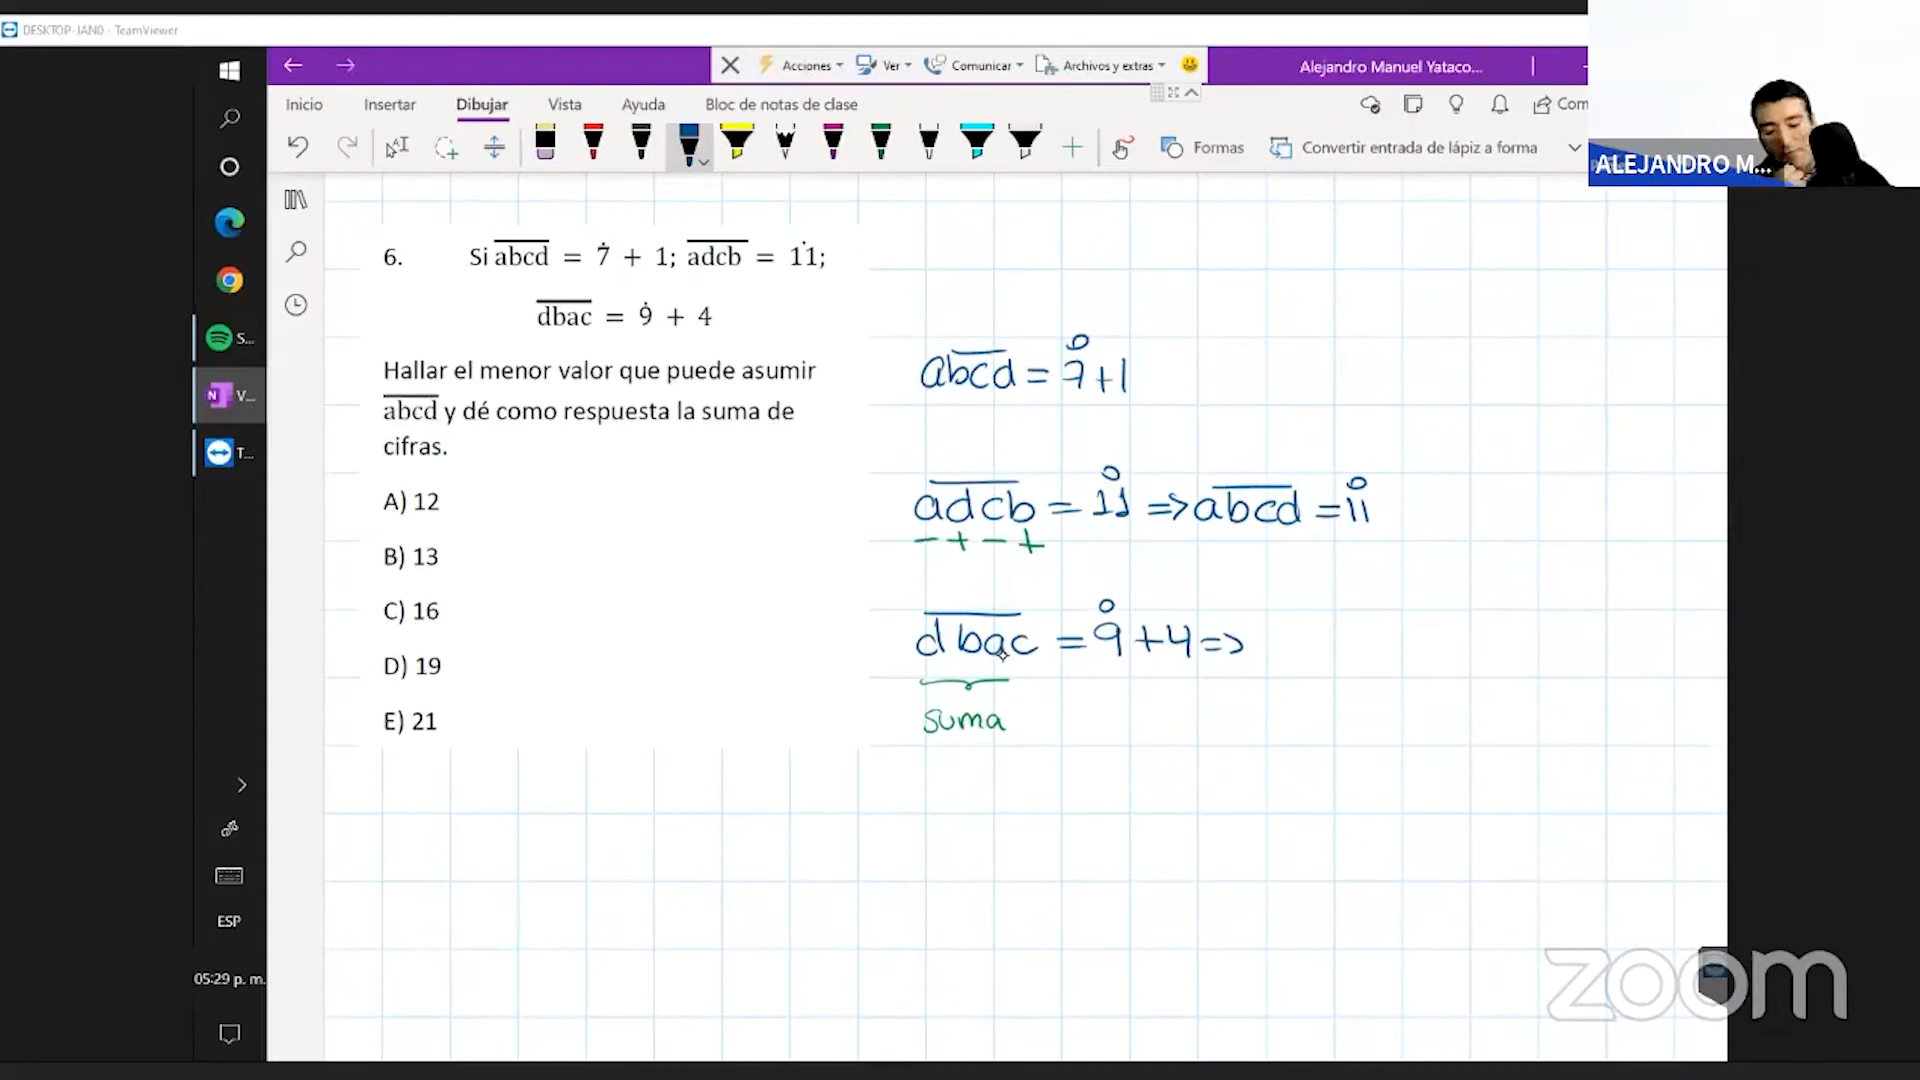 DESKTOP-JAN0 - TeamViewer
Acciones
Ver
Comunicar
Archivos y extras
Alejandro Manuel Yataco...
Inicio
Insertar
Dibujar
Vista
Ayuda
Bloc de notas de clase
Com
Formas
Convertir entrada de lápiz a forma
ALEJANDRO M...
S...
V...
T...
6. Si abcd = 7̇ + 1; adcb = 11̇;
dbac = 9̇ + 4
Hallar el menor valor que puede asumir
abcd y dé como respuesta la suma de
cifras.
A) 12
B) 13
C) 16
D) 19
E) 21
abcd = 7̊ + 1
adcb = 11̊ => abcd = 11̊
- + - +
dbac = 9̊ + 4 =>
suma
ESP
05:29 p. m.
zoom